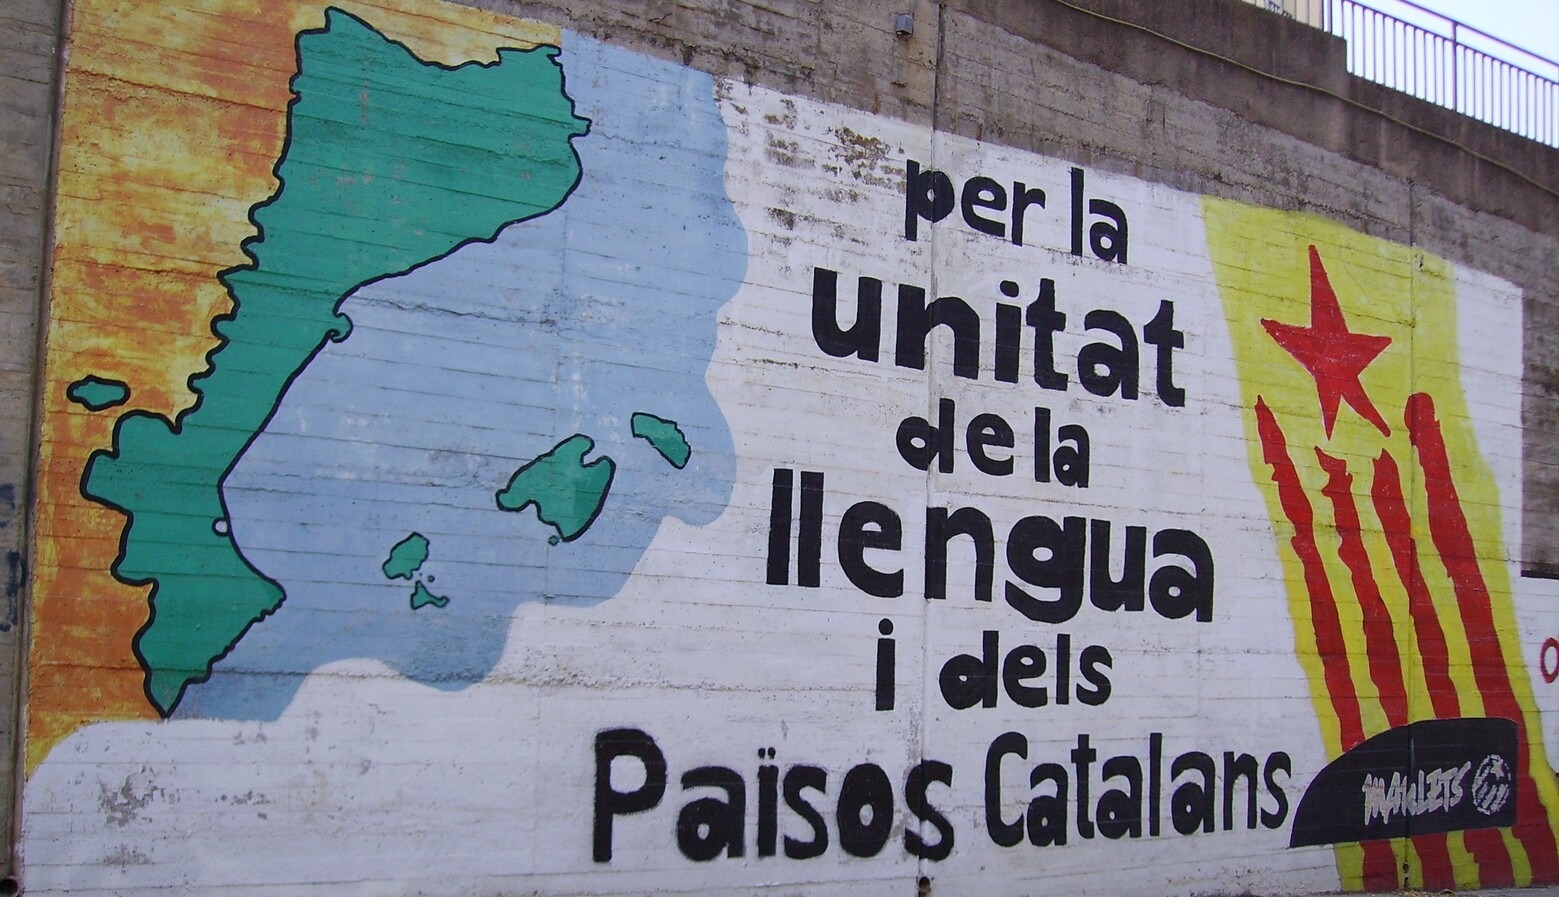 per la
unitat
de la
llengua
i dels
Països Catalans
MAULETS